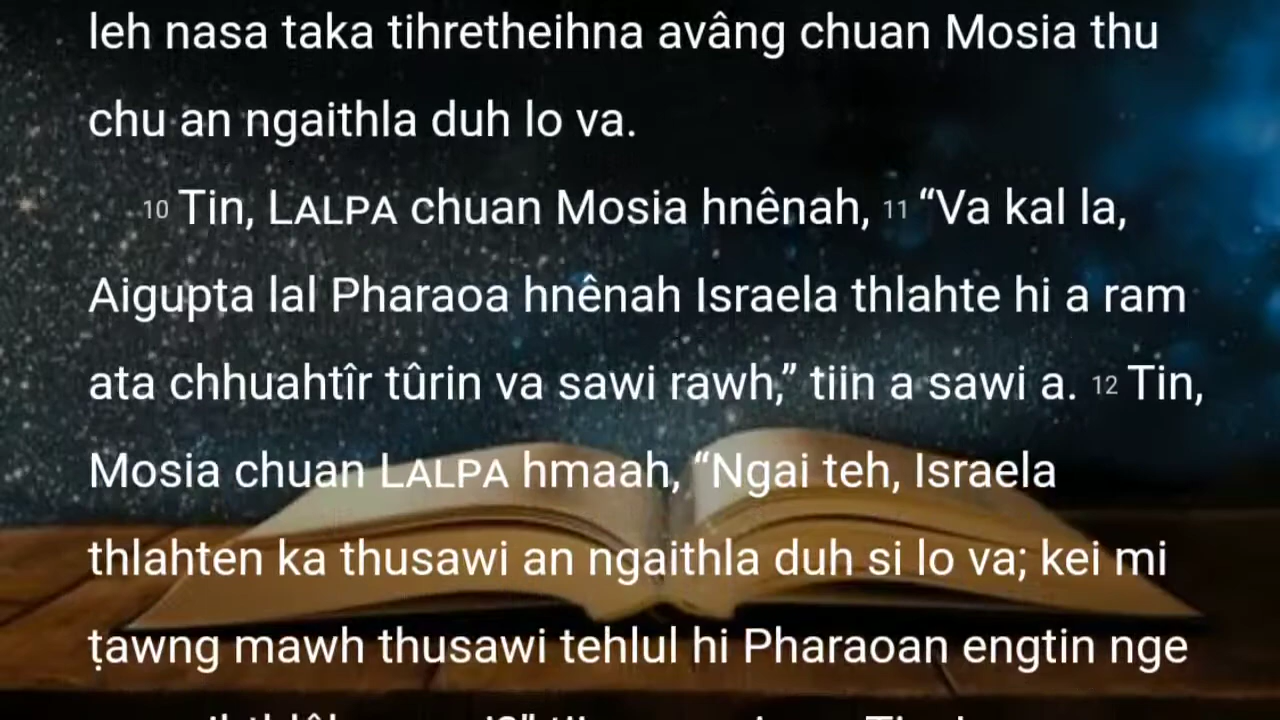 leh nasa taka tihretheihna avâng chuan Mosia thu
chu an ngaithla duh lo va.
10 Tin, LALPA chuan Mosia hnênah, 11 “Va kal la,
Aigupta lal Pharaoa hnênah Israela thlahte hi a ram
ata chhuahtîr tûrin va sawi rawh,” tiin a sawi a. 12 Tin,
Mosia chuan LALPA hmaah, “Ngai teh, Israela
thlahten ka thusawi an ngaithla duh si lo va; kei mi
ṭawng mawh thusawi tehlul hi Pharaoan engtin nge